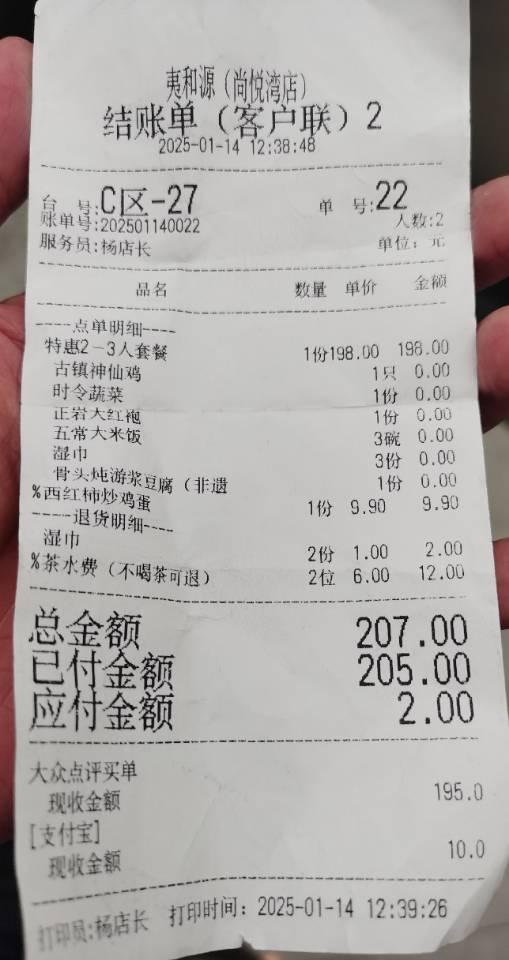 夷和源（尚悦湾店）
结账单（客户联）2
2025-01-14 12:38:48
台 号:C区-27 单 号:22
账单号:202501140022 人数:2
服务员:杨店长 单位：元
品名 数量 单价 金额
----点单明细----
特惠2-3人套餐 1份198.00 198.00
古镇神仙鸡 1只 0.00
时令蔬菜 1份 0.00
正岩大红袍 1份 0.00
五常大米饭 3碗 0.00
湿巾 3份 0.00
骨头炖游浆豆腐（非遗 1份 0.00
%西红柿炒鸡蛋 1份 9.90 9.90
-----退货明细----
湿巾 2份 1.00 2.00
%茶水费（不喝茶可退） 2位 6.00 12.00
总金额 207.00
已付金额 205.00
应付金额 2.00
大众点评买单
现收金额 195.0
[支付宝]
现收金额 10.0
打印员:杨店长 打印时间：2025-01-14 12:39:26